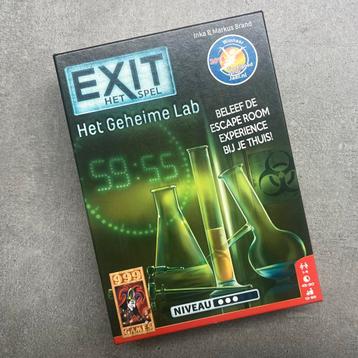 Inka & Markus Brand
EXIT
HET SPEL
Het Geheime Lab
Winnaar
BELEEF DE
ESCAPE ROOM
EXPERIENCE
BIJ JE THUIS!
59:55
NIVEAU
999
GAMES